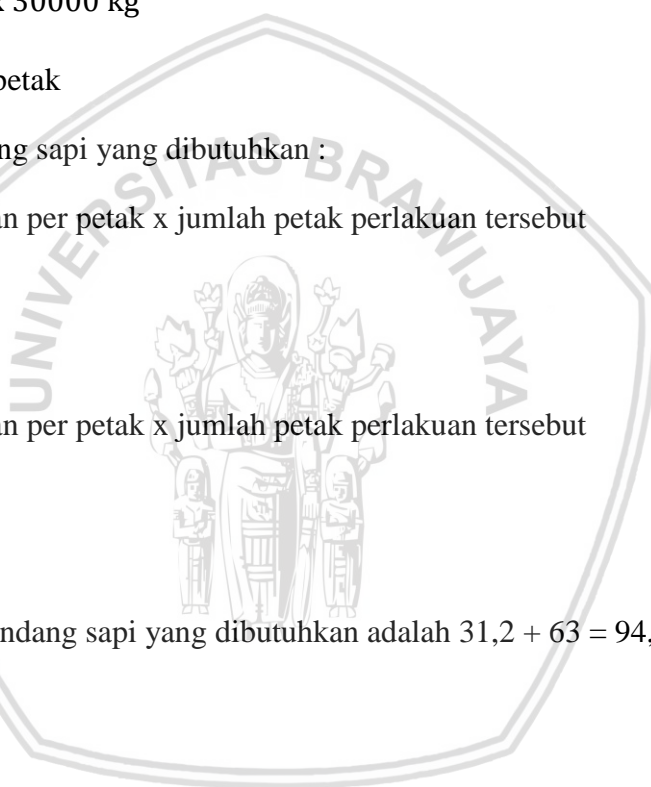 x 30000 kg
petak
ng sapi yang dibutuhkan :
UNIVERSITAS BRAWIJAYA
an per petak x jumlah petak perlakuan tersebut
an per petak x jumlah petak perlakuan tersebut
ndang sapi yang dibutuhkan adalah 31,2 + 63 = 94,